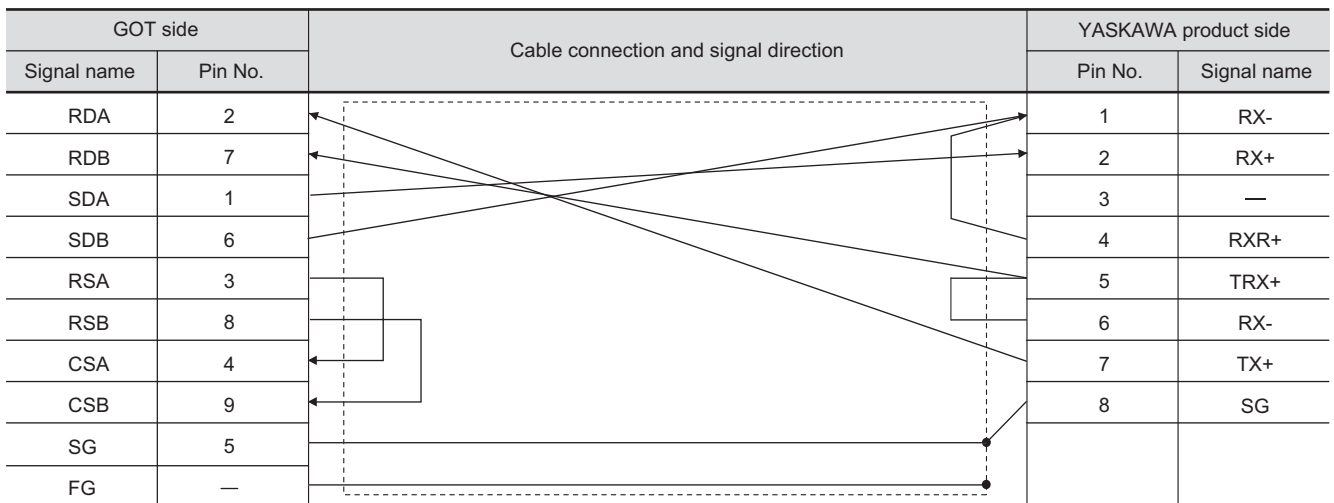 GOT side Cable connection and signal direction YASKAWA product side
Signal name Pin No. Pin No. Signal name
RDA 2 1 RX-
RDB 7 2 RX+
SDA 1 3 —
SDB 6 4 RXR+
RSA 3 5 TRX+
RSB 8 6 RX-
CSA 4 7 TX+
CSB 9 8 SG
SG 5
FG —